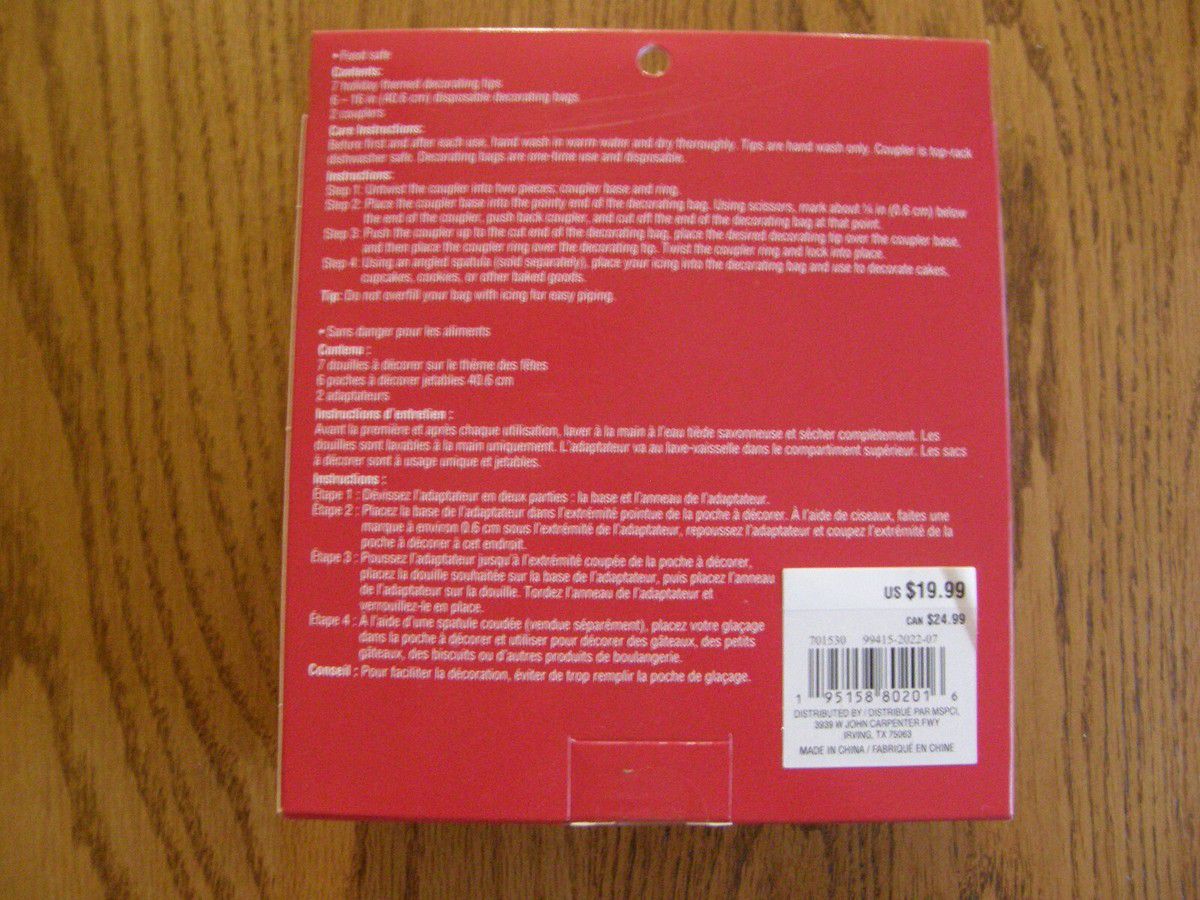 •Food safe
Contents:
7 holiday themed decorating tips
6 – 16 in (40.6 cm) disposable decorating bags
2 couplers
Care Instructions:
Before first and after each use, hand wash in warm water and dry thoroughly. Tips are hand wash only. Coupler is top-rack
dishwasher safe. Decorating bags are one-time use and disposable.
Instructions:
Step 1: Untwist the coupler into two pieces; coupler base and ring.
Step 2: Place the coupler base into the pointy end of the decorating bag. Using scissors, mark about ¼ in (0.6 cm) below
the end of the coupler, push back coupler, and cut off the end of the decorating bag at that point.
Step 3: Push the coupler up to the cut end of the decorating bag, place the desired decorating tip over the coupler base,
and then place the coupler ring over the decorating tip. Twist the coupler ring and lock into place.
Step 4: Using an angled spatula (sold separately), place your icing into the decorating bag and use to decorate cakes,
cupcakes, cookies, or other baked goods.
Tip: Do not overfill your bag with icing for easy piping.
•Sans danger pour les aliments
Contenu :
7 douilles à décorer sur le thème des fêtes
6 poches à décorer jetables 40.6 cm
2 adaptateurs
Instructions d'entretien :
Avant la première et après chaque utilisation, laver à la main à l'eau tiède savonneuse et sécher complètement. Les
douilles sont lavables à la main uniquement. L'adaptateur va au lave-vaisselle dans le compartiment supérieur. Les sacs
à décorer sont à usage unique et jetables.
Instructions :
Étape 1 : Dévissez l'adaptateur en deux parties : la base et l'anneau de l'adaptateur.
Étape 2 : Placez la base de l'adaptateur dans l'extrémité pointue de la poche à décorer. À l'aide de ciseaux, faites une
marque à environ 0.6 cm sous l'extrémité de l'adaptateur, repoussez l'adaptateur et coupez l'extrémité de la
poche à décorer à cet endroit.
Étape 3 : Poussez l'adaptateur jusqu'à l'extrémité coupée de la poche à décorer,
placez la douille souhaitée sur la base de l'adaptateur, puis placez l'anneau
de l'adaptateur sur la douille. Tordez l'anneau de l'adaptateur et
verrouillez-le en place.
Étape 4 : À l'aide d'une spatule coudée (vendue séparément), placez votre glaçage
dans la poche à décorer et utiliser pour décorer des gâteaux, des petits
gâteaux, des biscuits ou d'autres produits de boulangerie.
Conseil : Pour faciliter la décoration, éviter de trop remplir la poche de glaçage.
US $19.99
CAN $24.99
701530 99415-2022-07
1 95158 80201 6
DISTRIBUTED BY / DISTRIBUÉ PAR MSPCI,
3939 W JOHN CARPENTER FWY
IRVING, TX 75063
MADE IN CHINA / FABRIQUÉ EN CHINE